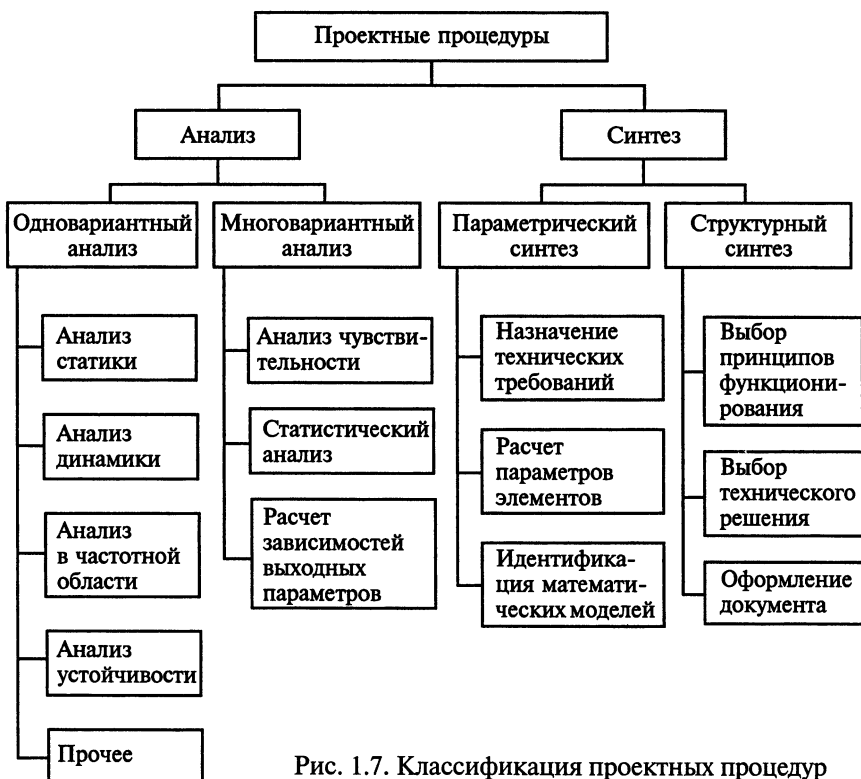 Проектные процедуры
Анализ
Синтез
Одновариантный
анализ
Многовариантный
анализ
Параметрический
синтез
Структурный
синтез
Анализ
статики
Анализ
динамики
Анализ
в частотной
области
Анализ
устойчивости
Прочее
Анализ чувстви-
тельности
Статистический
анализ
Расчет
зависимостей
выходных
параметров
Назначение
технических
требований
Расчет
параметров
элементов
Идентифика-
ция математи-
ческих моделей
Выбор
принципов
функциони-
рования
Выбор
технического
решения
Оформление
документа
Рис. 1.7. Классификация проектных процедур